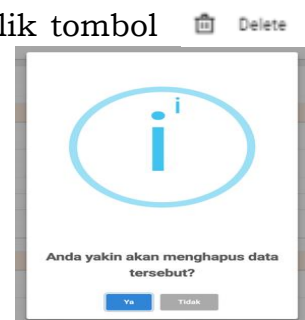 lik tombol Delete
i
i
Anda yakin akan menghapus data
tersebut?
Ya Tidak